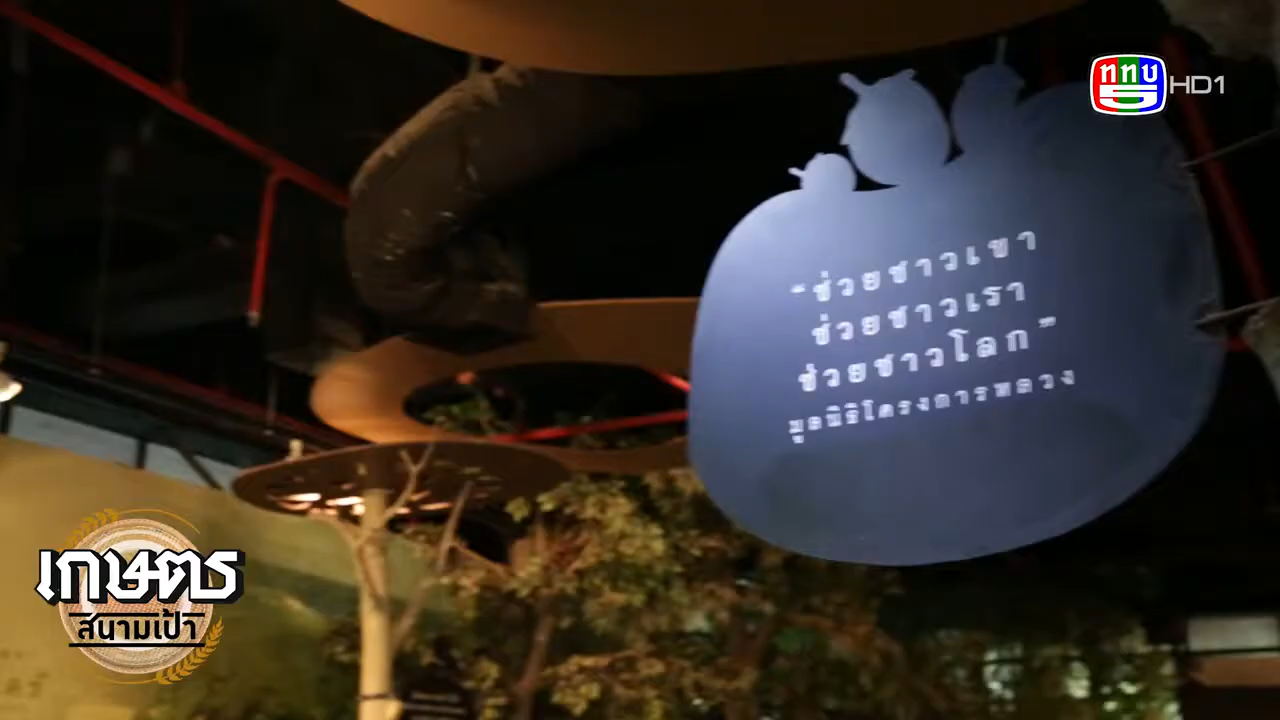 ททบ
5 HD1
“ช่วยชาวเขา
ช่วยชาวเรา
ช่วยชาวโลก”
มูลนิธิโครงการหลวง
เกษตร
สนามเป้า